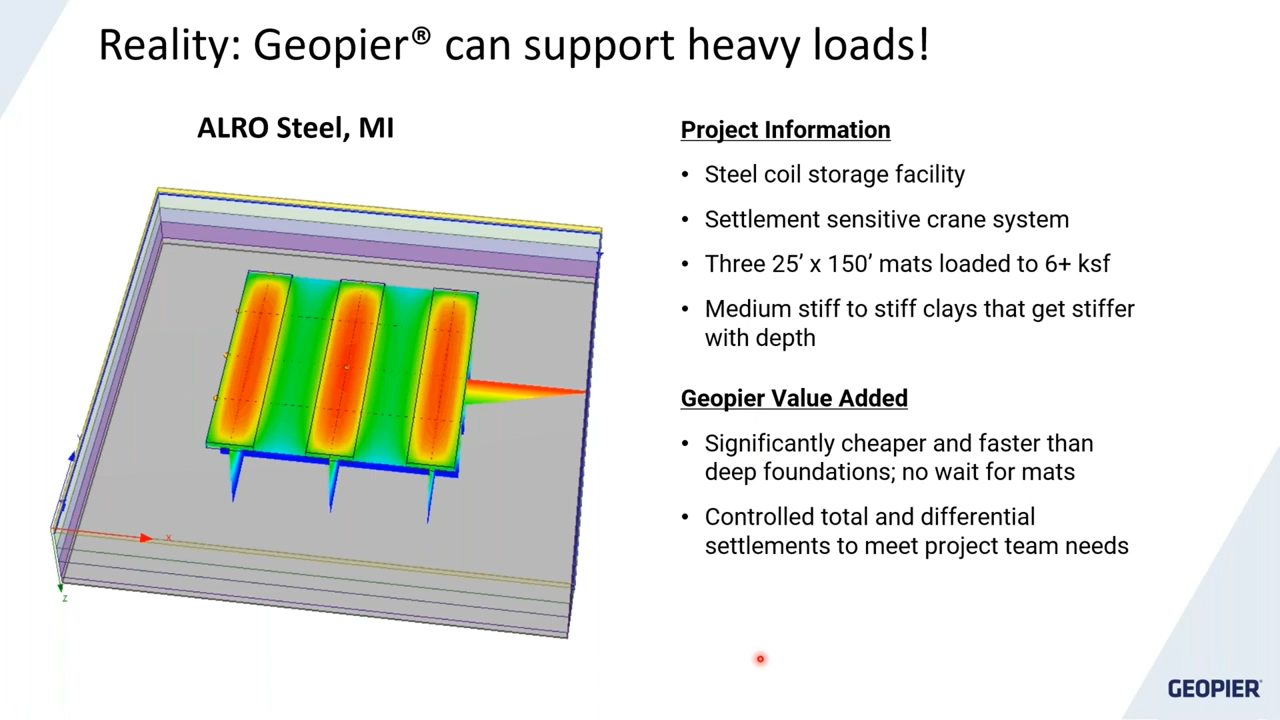 Reality: Geopier® can support heavy loads!
ALRO Steel, MI
x
z
Project Information
• Steel coil storage facility
• Settlement sensitive crane system
• Three 25’ x 150’ mats loaded to 6+ ksf
• Medium stiff to stiff clays that get stiffer
with depth
Geopier Value Added
• Significantly cheaper and faster than
deep foundations; no wait for mats
• Controlled total and differential
settlements to meet project team needs
GEOPIER®